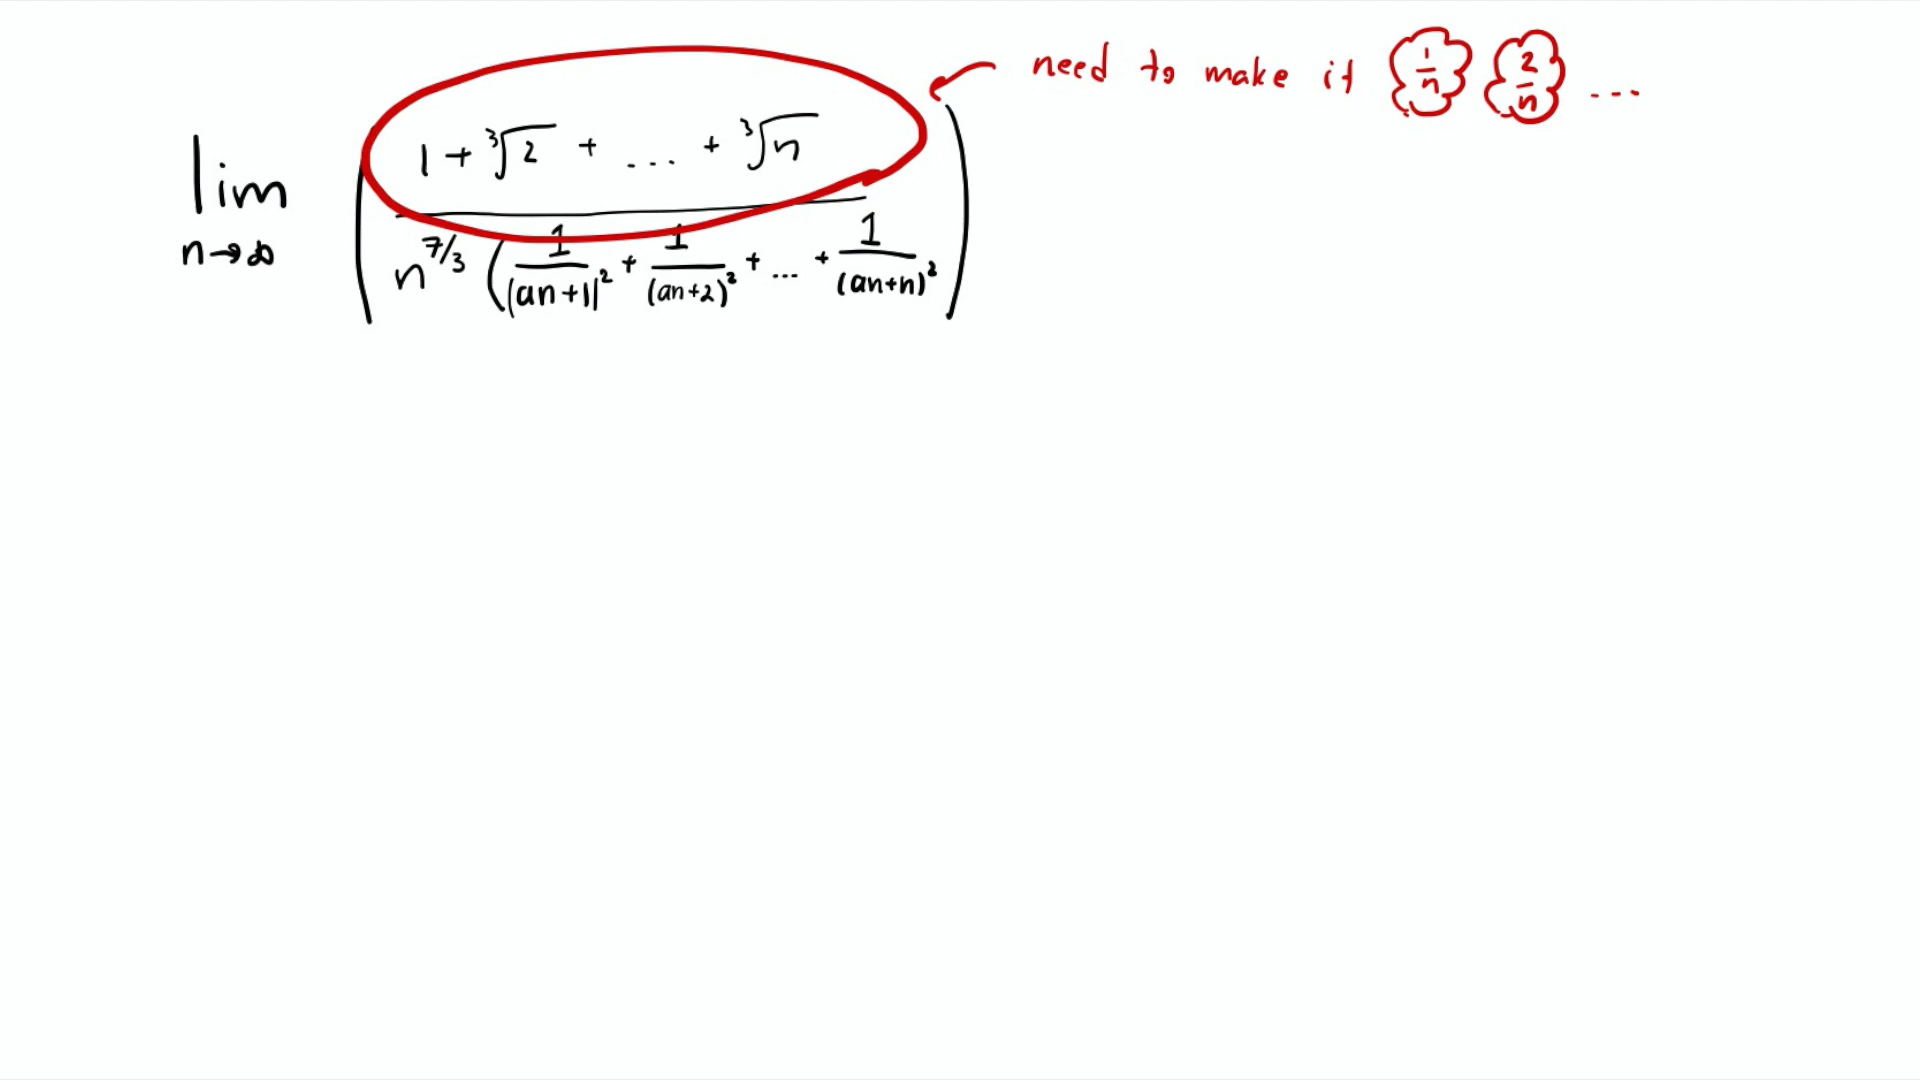 need to make it 1/n 2/n ...
lim n→∞ ( (1 + ∛2 + ... + ∛n) / (n^7/3 ( 1/(an+1)² + 1/(an+2)² + ... + 1/(an+n)² ) )